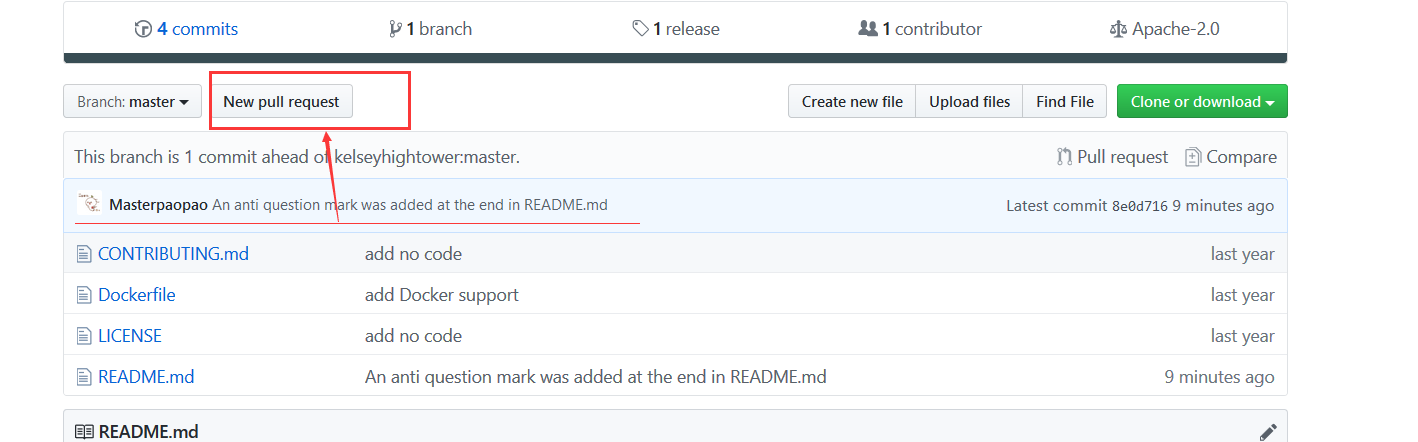 4 commits 1 branch 1 release 1 contributor Apache-2.0
Branch: master New pull request Create new file Upload files Find File Clone or download
This branch is 1 commit ahead of kelseyhightower:master. Pull request Compare
Masterpaopao An anti question mark was added at the end in README.md Latest commit 8e0d716 9 minutes ago
CONTRIBUTING.md add no code last year
Dockerfile add Docker support last year
LICENSE add no code last year
README.md An anti question mark was added at the end in README.md 9 minutes ago
README.md